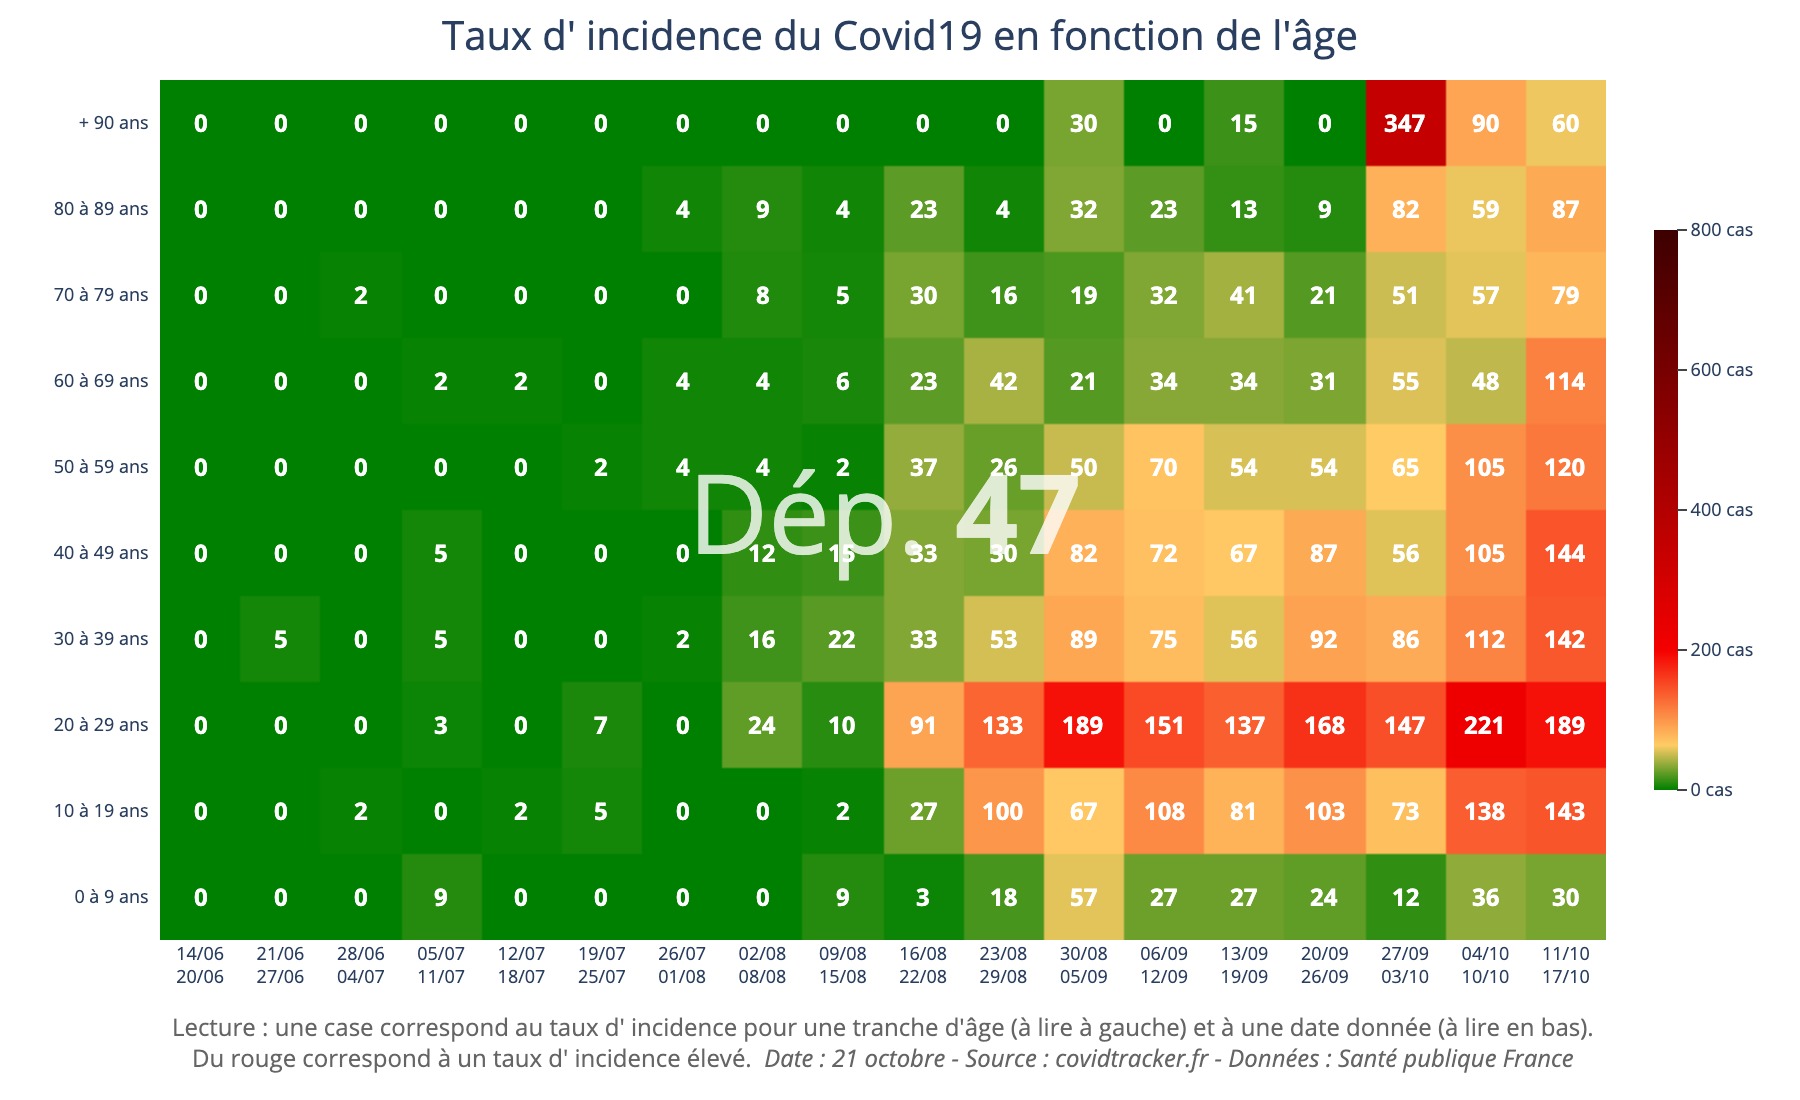 Taux d' incidence du Covid19 en fonction de l'âge
+ 90 ans 0 0 0 0 0 0 0 0 0 0 0 30 0 15 0 347 90 60
80 à 89 ans 0 0 0 0 0 0 4 9 4 23 4 32 23 13 9 82 59 87
70 à 79 ans 0 0 2 0 0 0 0 8 5 30 16 19 32 41 21 51 57 79
60 à 69 ans 0 0 0 2 2 0 4 4 6 23 42 21 34 34 31 55 48 114
50 à 59 ans 0 0 0 0 0 2 4 4 2 37 26 50 70 54 54 65 105 120
Dép. 47
40 à 49 ans 0 0 0 5 0 0 0 12 15 33 30 82 72 67 87 56 105 144
30 à 39 ans 0 5 0 5 0 0 2 16 22 33 53 89 75 56 92 86 112 142
20 à 29 ans 0 0 0 3 0 7 0 24 10 91 133 189 151 137 168 147 221 189
10 à 19 ans 0 0 2 0 2 5 0 0 2 27 100 67 108 81 103 73 138 143
0 à 9 ans 0 0 0 9 0 0 0 0 9 3 18 57 27 27 24 12 36 30
14/06 21/06 28/06 05/07 12/07 19/07 26/07 02/08 09/08 16/08 23/08 30/08 06/09 13/09 20/09 27/09 04/10 11/10
20/06 27/06 04/07 11/07 18/07 25/07 01/08 08/08 15/08 22/08 29/08 05/09 12/09 19/09 26/09 03/10 10/10 17/10
800 cas
600 cas
400 cas
200 cas
0 cas
Lecture : une case correspond au taux d' incidence pour une tranche d'âge (à lire à gauche) et à une date donnée (à lire en bas).
Du rouge correspond à un taux d' incidence élevé. Date : 21 octobre - Source : covidtracker.fr - Données : Santé publique France